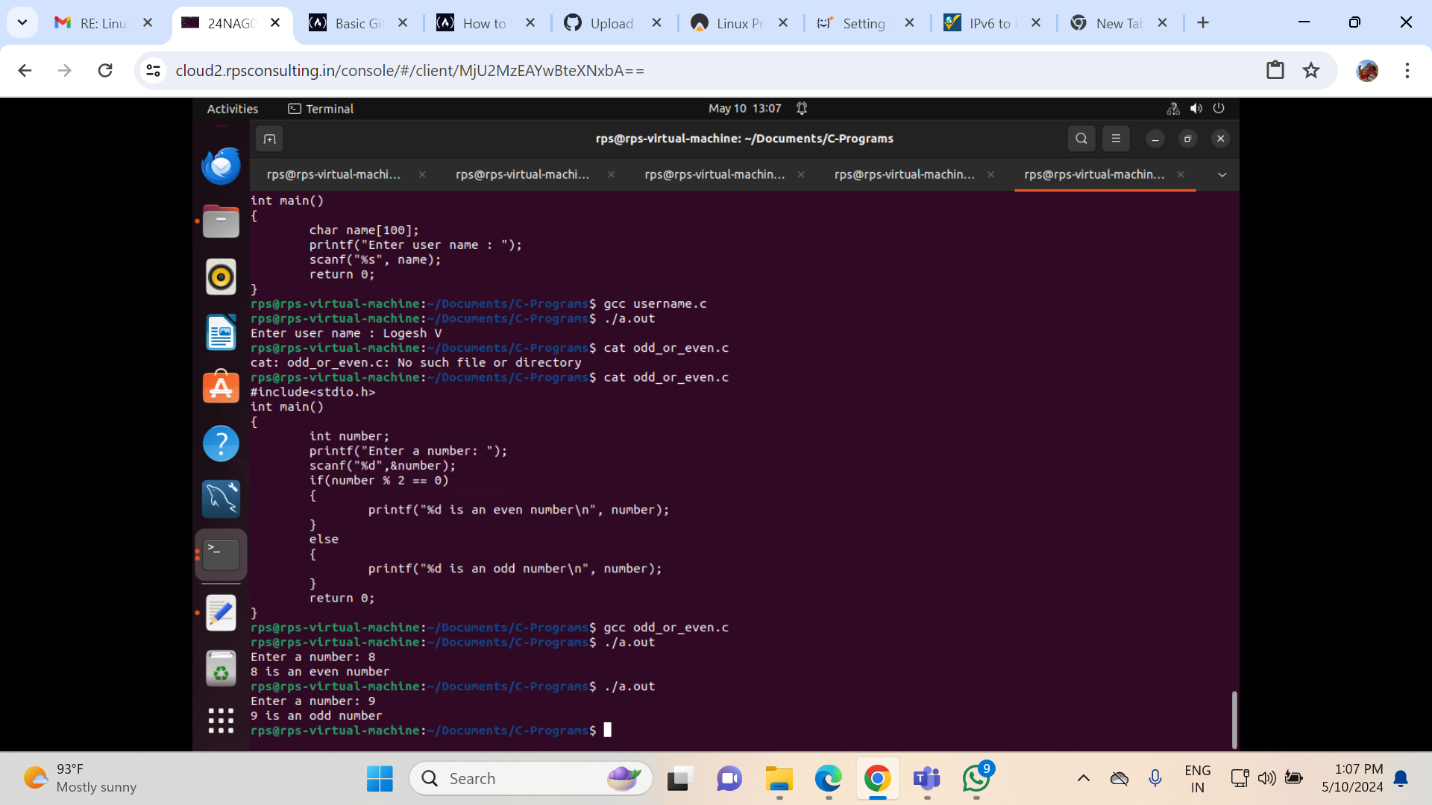 RE: Linu
24NAGO
Basic Gi
How to
Upload
Linux Pr
Setting
IPv6 to
New Tab
cloud2.rpsconsulting.in/console/#/client/MjU2MzEAYwBteXNxbA==
Activities
Terminal
May 10 13:07
rps@rps-virtual-machine: ~/Documents/C-Programs
rps@rps-virtual-machi...
rps@rps-virtual-machi...
rps@rps-virtual-machin...
rps@rps-virtual-machin...
rps@rps-virtual-machin...
int main()
{
char name[100];
printf("Enter user name : ");
scanf("%s", name);
return 0;
}
rps@rps-virtual-machine:~/Documents/C-Programs$ gcc username.c
rps@rps-virtual-machine:~/Documents/C-Programs$ ./a.out
Enter user name : Logesh V
rps@rps-virtual-machine:~/Documents/C-Programs$ cat odd_or_even.c
cat: odd_or_even.c: No such file or directory
rps@rps-virtual-machine:~/Documents/C-Programs$ cat odd_or_even.c
#include<stdio.h>
int main()
{
int number;
printf("Enter a number: ");
scanf("%d",&number);
if(number % 2 == 0)
{
printf("%d is an even number\n", number);
}
else
{
printf("%d is an odd number\n", number);
}
return 0;
}
rps@rps-virtual-machine:~/Documents/C-Programs$ gcc odd_or_even.c
rps@rps-virtual-machine:~/Documents/C-Programs$ ./a.out
Enter a number: 8
8 is an even number
rps@rps-virtual-machine:~/Documents/C-Programs$ ./a.out
Enter a number: 9
9 is an odd number
rps@rps-virtual-machine:~/Documents/C-Programs$
93°F
Mostly sunny
Search
9
ENG
IN
1:07 PM
5/10/2024